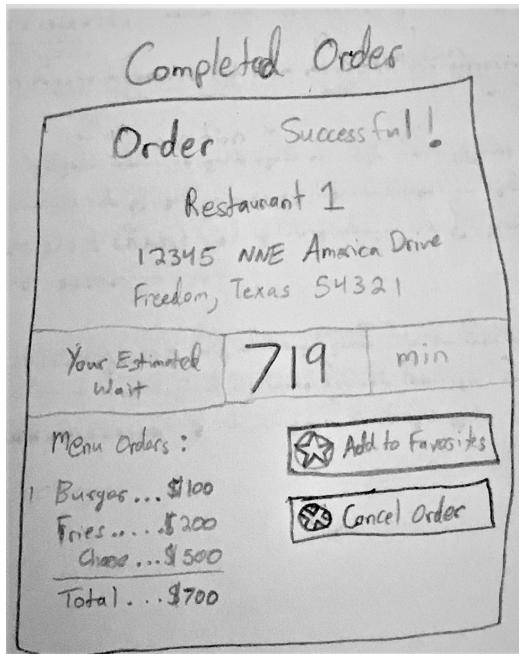 Completed Order
Order Successful!
Restaurant 1
12345 NNE America Drive
Freedom, Texas 54321
Your Estimated Wait
719
min
Menu Orders:
1 Burger... $100
Fries..... $200
Cheese... $500
Total.... $700
Add to Favorites
Cancel Order